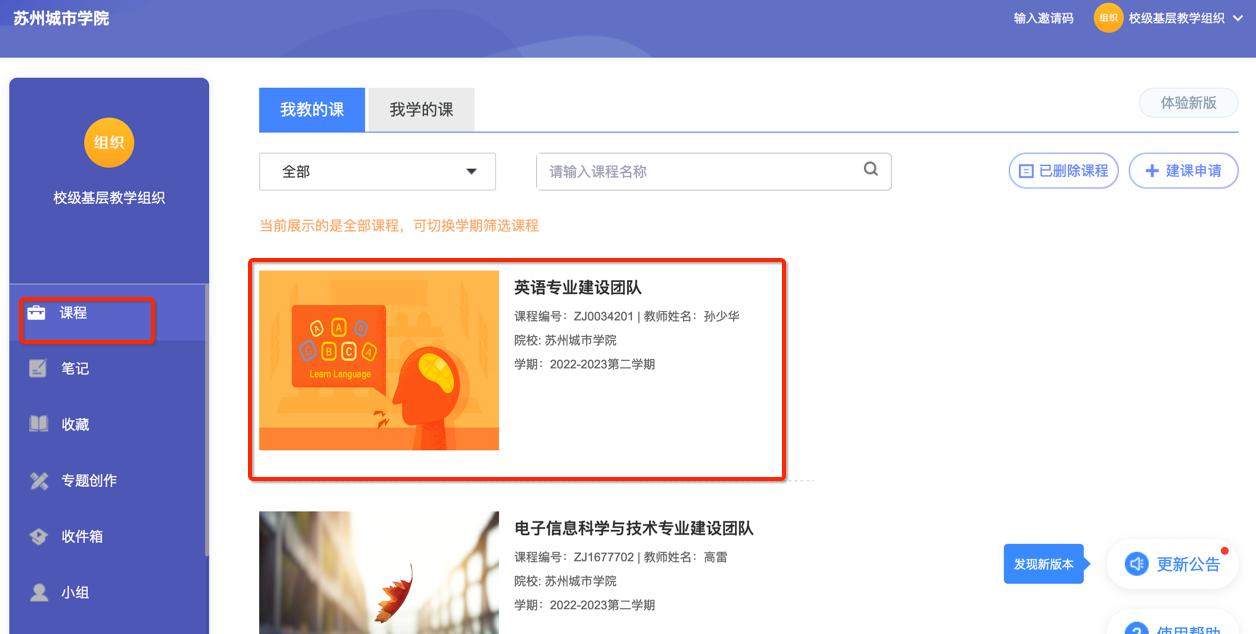 苏州城市学院
输入邀请码
组织
校级基层教学组织
组织
校级基层教学组织
课程
笔记
收藏
专题创作
收件箱
小组
我教的课
我学的课
体验新版
全部
请输入课程名称
已删除课程
建课申请
当前展示的是全部课程，可切换学期筛选课程
A A B
C B C A
Learn Language
英语专业建设团队
课程编号：ZJ0034201 | 教师姓名：孙少华
院校: 苏州城市学院
学期：2022-2023第二学期
电子信息科学与技术专业建设团队
课程编号：ZJ1677702 | 教师姓名：高雷
院校: 苏州城市学院
学期：2022-2023第二学期
发现新版本
更新公告
使用帮助